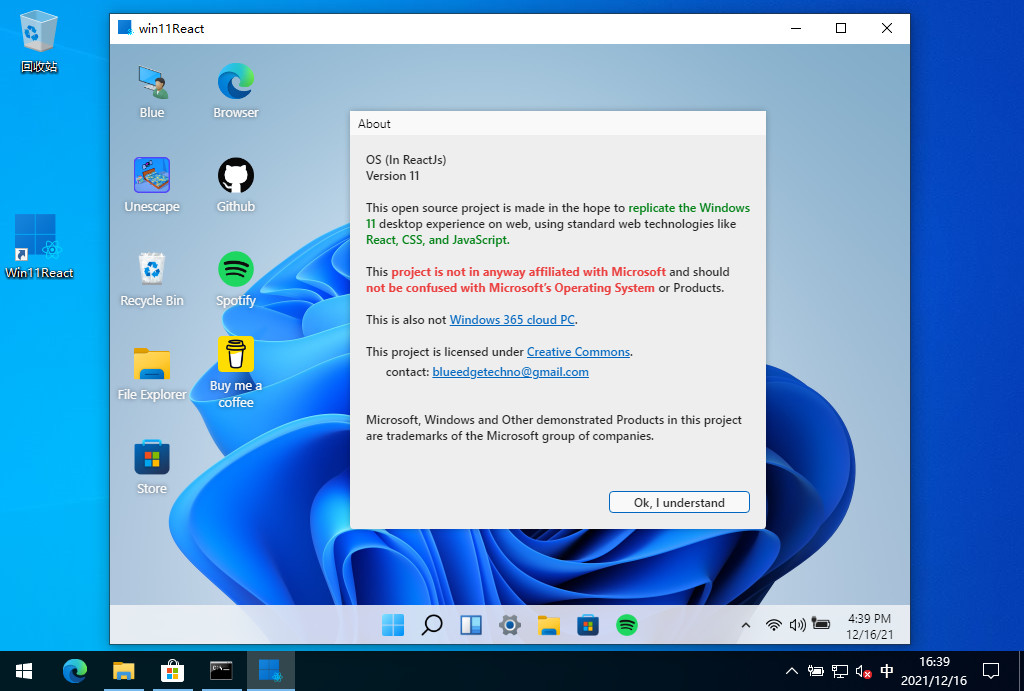 回收站
Win11React
win11React
Blue
Browser
Unescape
Github
Recycle Bin
Spotify
File Explorer
Buy me a
coffee
Store
About
OS (In ReactJs)
Version 11
This open source project is made in the hope to replicate the Windows
11 desktop experience on web, using standard web technologies like
React, CSS, and JavaScript.
This project is not in anyway affiliated with Microsoft and should
not be confused with Microsoft's Operating System or Products.
This is also not Windows 365 cloud PC.
This project is licensed under Creative Commons.
contact: blueedgetechno@gmail.com
Microsoft, Windows and Other demonstrated Products in this project
are trademarks of the Microsoft group of companies.
Ok, I understand
4:39 PM
12/16/21
中
16:39
2021/12/16